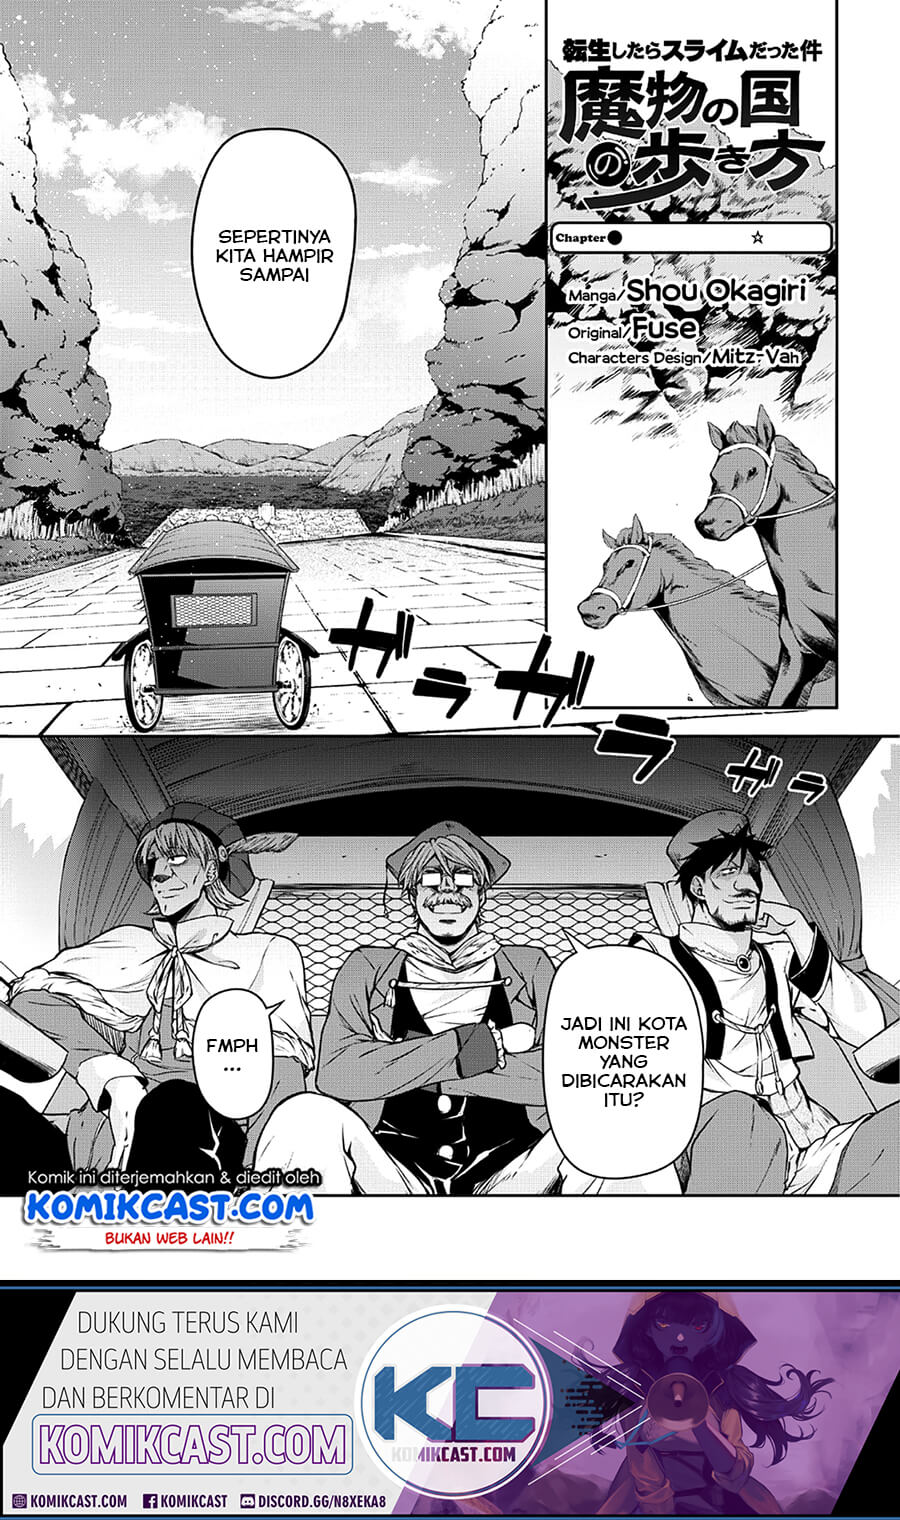 転生したらスライムだった件
魔物の国
の歩き方
Chapter
Manga/Shou Okagiri
Original/Fuse
Characters Design/Mitz-Vah
SEPERTINYA
KITA HAMPIR
SAMPAI
ガラガラ
ガラ
FMPH
...
JADI INI KOTA
MONSTER
YANG
DIBICARAKAN
ITU?
Komik ini diterjemahkan & diedit oleh
KOMIKCAST.COM
BUKAN WEB LAIN!!
DUKUNG TERUS KAMI
DENGAN SELALU MEMBACA
DAN BERKOMENTAR DI
KOMIKCAST.COM
KC
KOMIKCAST.COM
KOMIKCAST.COM KOMIKCAST DISCORD.GG/N8XEKA8